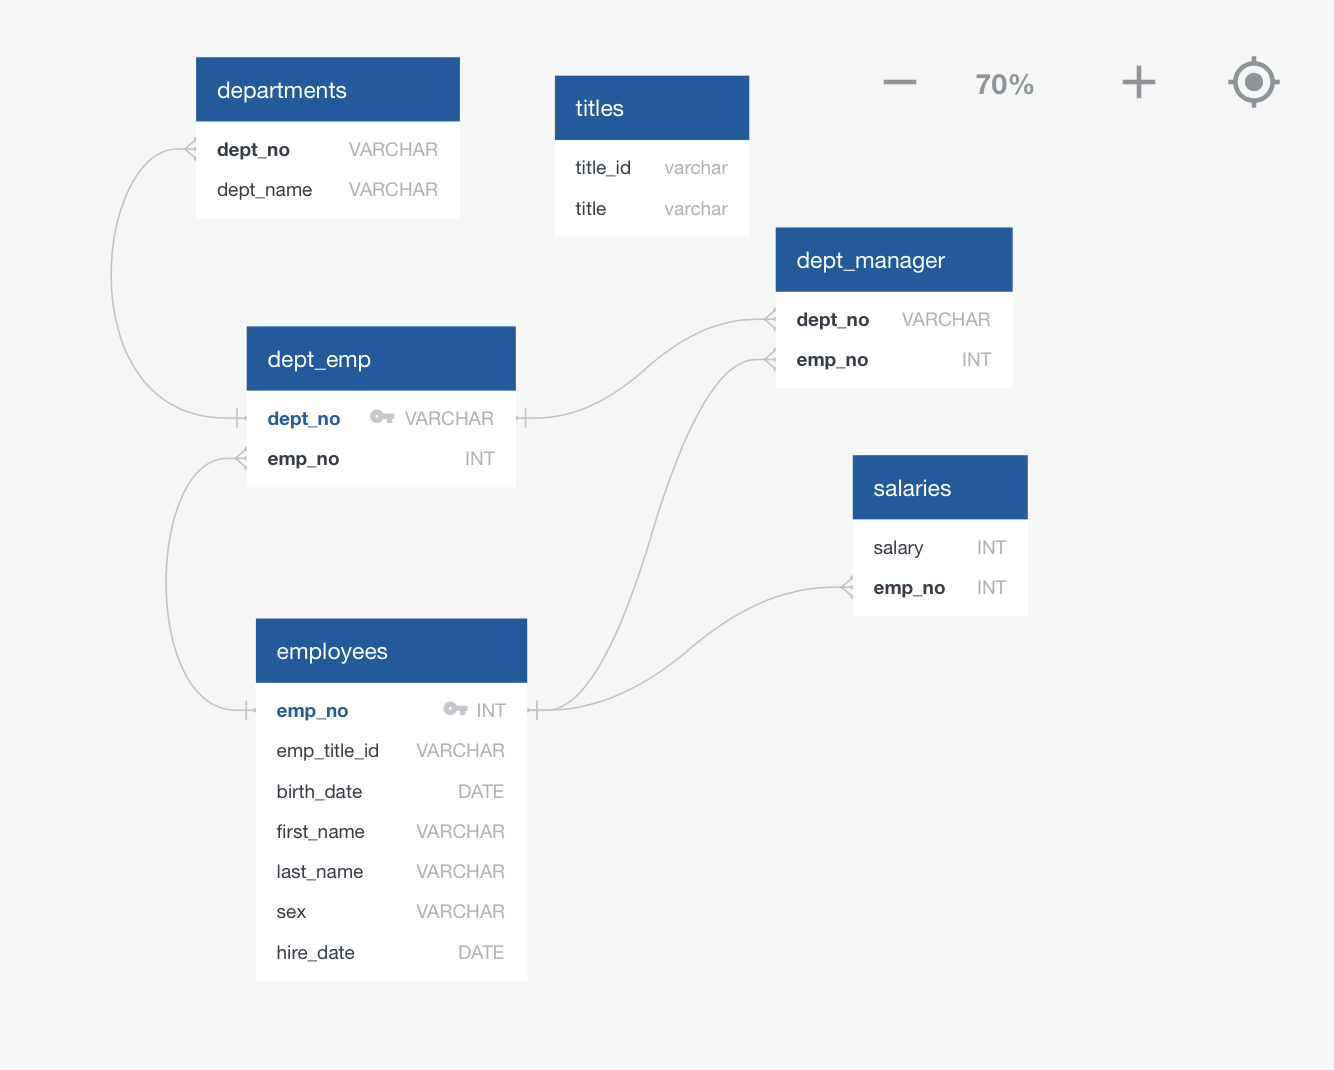 departments
dept_no VARCHAR
dept_name VARCHAR
titles
title_id varchar
title varchar
70%
dept_manager
dept_no VARCHAR
emp_no INT
dept_emp
dept_no VARCHAR
emp_no INT
salaries
salary INT
emp_no INT
employees
emp_no INT
emp_title_id VARCHAR
birth_date DATE
first_name VARCHAR
last_name VARCHAR
sex VARCHAR
hire_date DATE